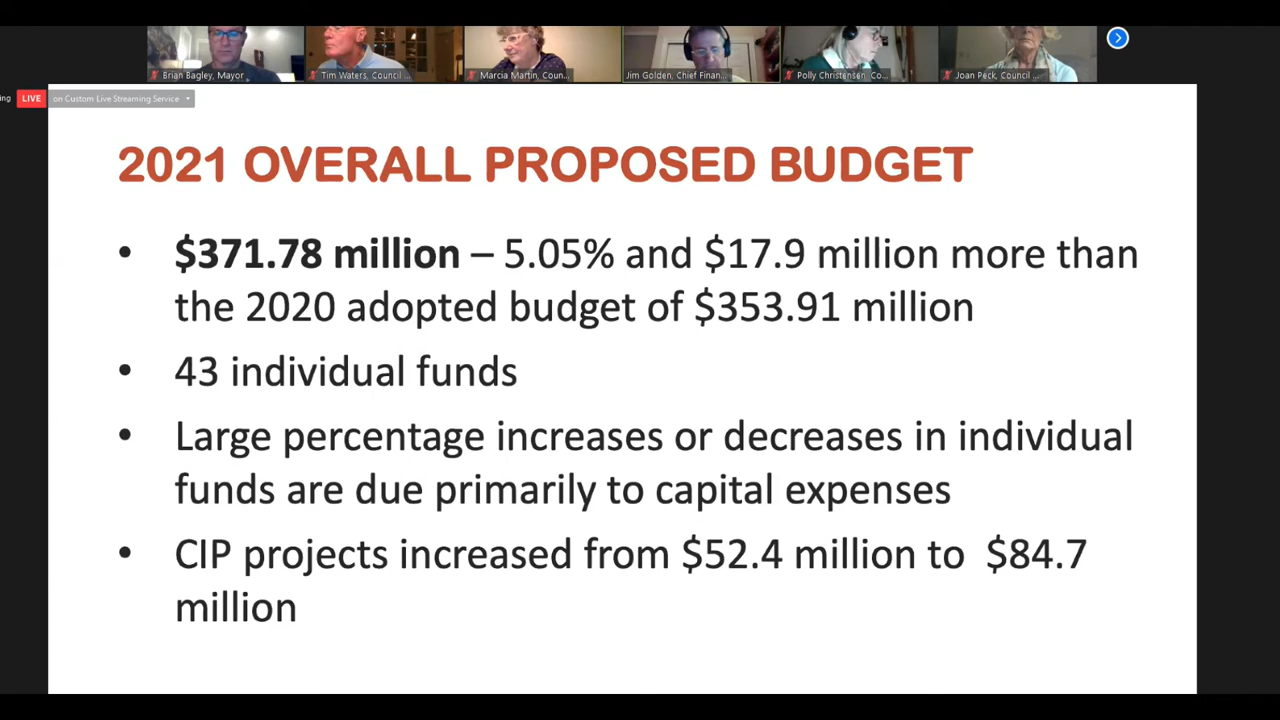 Brian Bagley, Mayor
Tim Waters, Council ...
Marcia Martin, Coun...
Jim Golden, Chief Finan...
Polly Christensen, Co...
Joan Peck, Council ...
ing
LIVE
on Custom Live Streaming Service
2021 OVERALL PROPOSED BUDGET
• $371.78 million – 5.05% and $17.9 million more than
the 2020 adopted budget of $353.91 million
• 43 individual funds
• Large percentage increases or decreases in individual
funds are due primarily to capital expenses
• CIP projects increased from $52.4 million to $84.7
million